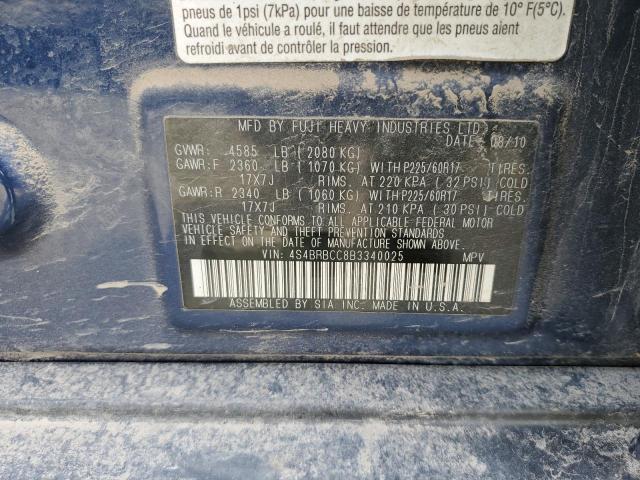 pneus de 1psi (7kPa) pour une baisse de température de 10° F(5°C).
Quand le véhicule a roulé, il faut attendre que les pneus aient
refroidi avant de contrôler la pression.
MFD BY FUJI HEAVY INDUSTRIES LTD.
DATE: 08/10
GVWR: 4585 LB (2080 KG)
GAWR:F 2360 LB (1070 KG) WITH P225/60R17 TIRES.
17X7J RIMS. AT 220 KPA (32 PSI) COLD
GAWR:R 2340 LB (1060 KG) WITH P225/60R17 TIRES.
17X7J RIMS. AT 210 KPA (30 PSI) COLD
THIS VEHICLE CONFORMS TO ALL APPLICABLE FEDERAL MOTOR
VEHICLE SAFETY AND THEFT PREVENTION STANDARDS
IN EFFECT ON THE DATE OF MANUFACTURE SHOWN ABOVE.
VIN: 4S4BRBCC8B3340025 MPV
ASSEMBLED BY SIA INC. MADE IN U.S.A.